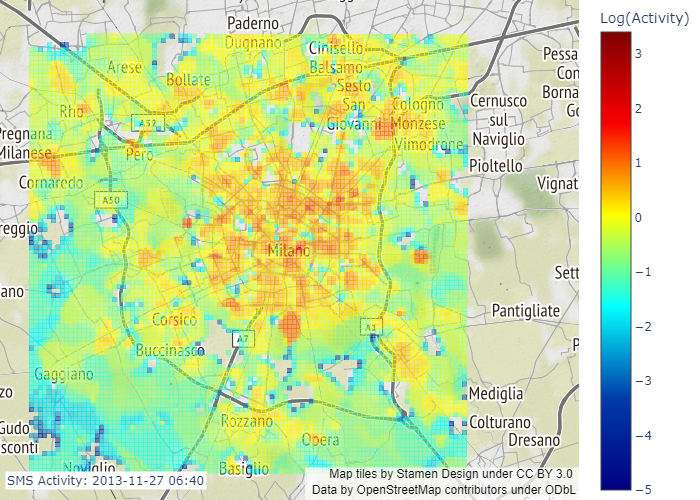 Log(Activity)
Paderno
Dugnano
Cinisello
Balsamo
Arese
Bollate
Sesto
San
Giovanni
Cologno
Monzese
Vimodrone
Rho
A52
Pero
Pregnana
Milanese
Cornaredo
A50
reggio
Milano
ano
Corsico
Buccinasco
A7
A1
Gaggiano
zo
Gudo
sconti
Rozzano
Opera
Noviglio
Basiglio
Pessa
Con
Borna
Go
Cernusco
sul
Naviglio
Pioltello
Vignat
Sett
Pantigliate
P
Mediglia
Colturano
Dresano
3
2
1
0
−1
−2
−3
−4
−5
SMS Activity: 2013-11-27 06:40
Map tiles by Stamen Design under CC BY 3.0
Data by OpenStreetMap contributors under ODbL